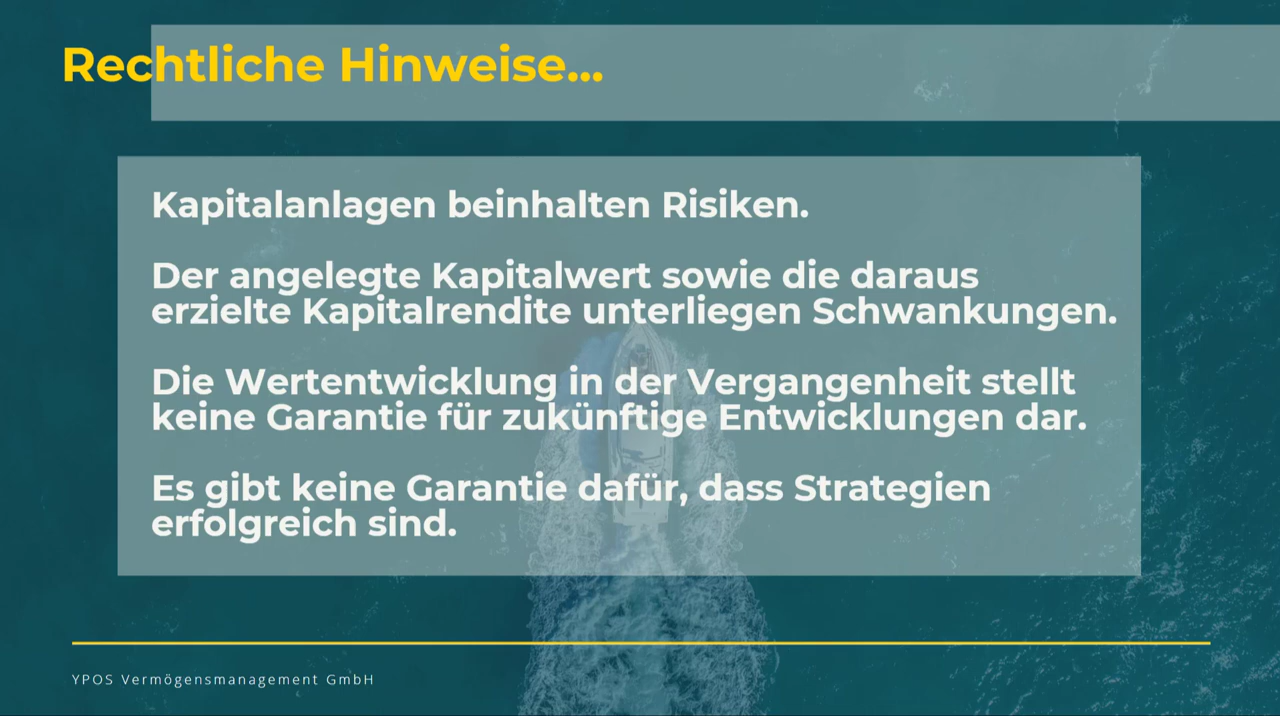 Rechtliche Hinweise...
Kapitalanlagen beinhalten Risiken.
Der angelegte Kapitalwert sowie die daraus
erzielte Kapitalrendite unterliegen Schwankungen.
Die Wertentwicklung in der Vergangenheit stellt
keine Garantie für zukünftige Entwicklungen dar.
Es gibt keine Garantie dafür, dass Strategien
erfolgreich sind.
YPOS Vermögensmanagement GmbH